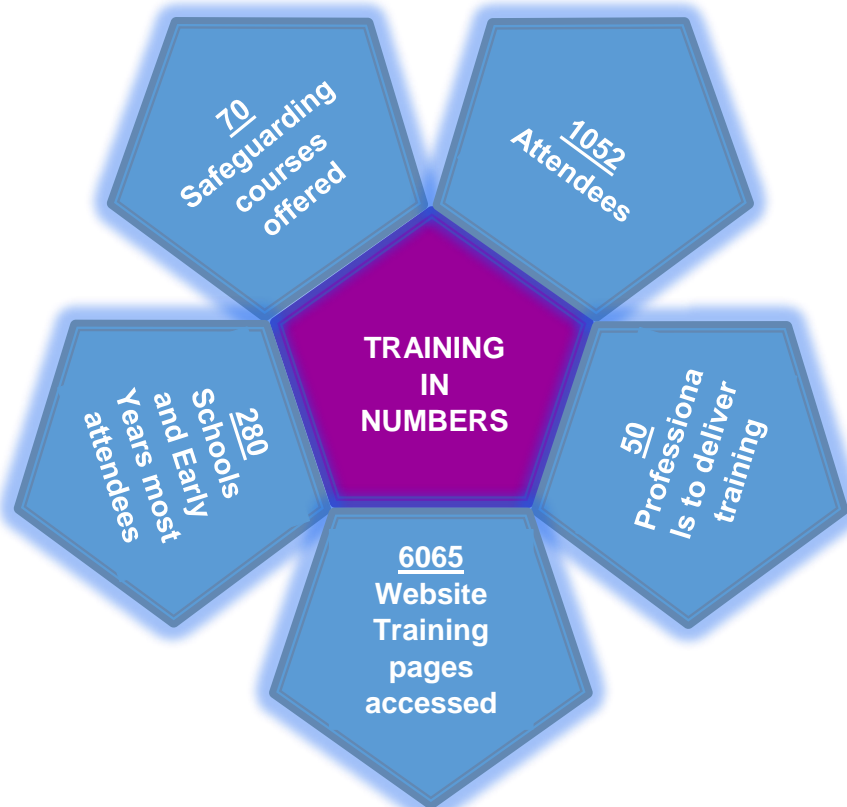 70
Safeguarding
courses
offered
1052
Attendees
TRAINING
IN
NUMBERS
280
Schools
and Early
Years most
attendees
50
Professiona
ls to deliver
training
6065
Website
Training
pages
accessed